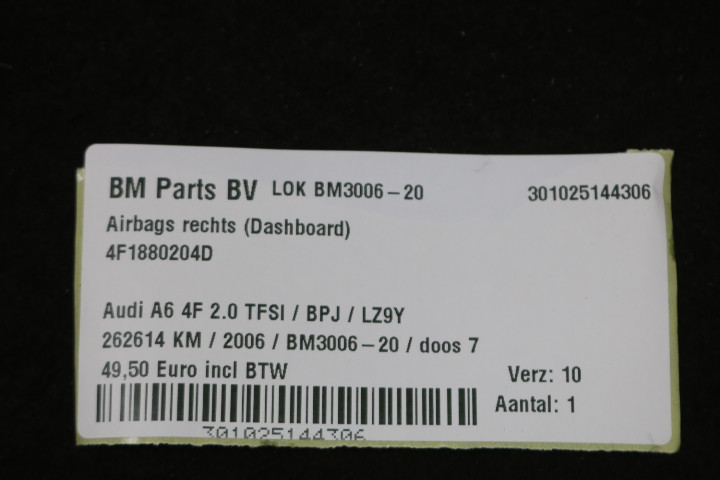 BM Parts BV LOK BM3006-20 301025144306
Airbags rechts (Dashboard)
4F1880204D
Audi A6 4F 2.0 TFSI / BPJ / LZ9Y
262614 KM / 2006 / BM3006-20 / doos 7
49,50 Euro incl BTW Verz: 10
Aantal: 1
301025144306